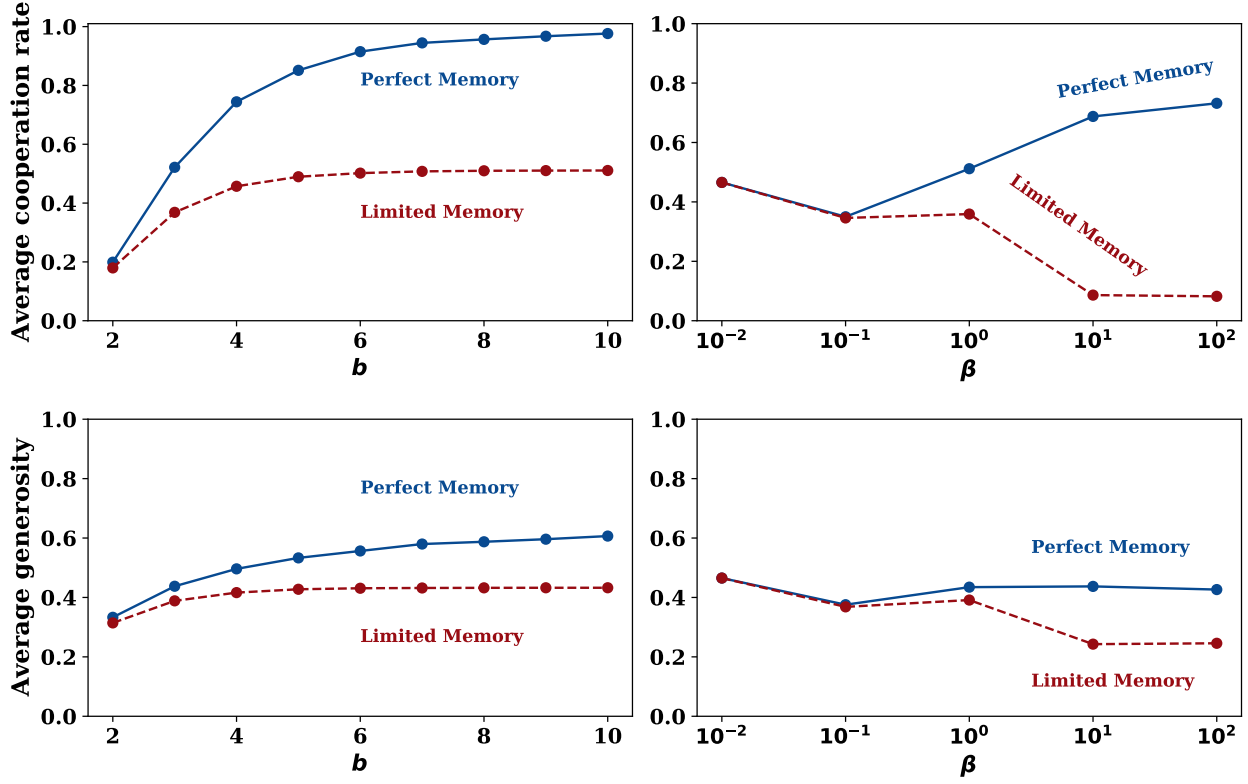 Average cooperation rate
1.0
0.8
0.6
0.4
0.2
0.0
Perfect Memory
Limited Memory
2 4 6 8 10
b
1.0
0.8
0.6
0.4
0.2
0.0
Perfect Memory
Limited Memory
10⁻² 10⁻¹ 10⁰ 10¹ 10²
β
Average generosity
1.0
0.8
0.6
0.4
0.2
0.0
Perfect Memory
Limited Memory
2 4 6 8 10
b
1.0
0.8
0.6
0.4
0.2
0.0
Perfect Memory
Limited Memory
10⁻² 10⁻¹ 10⁰ 10¹ 10²
β